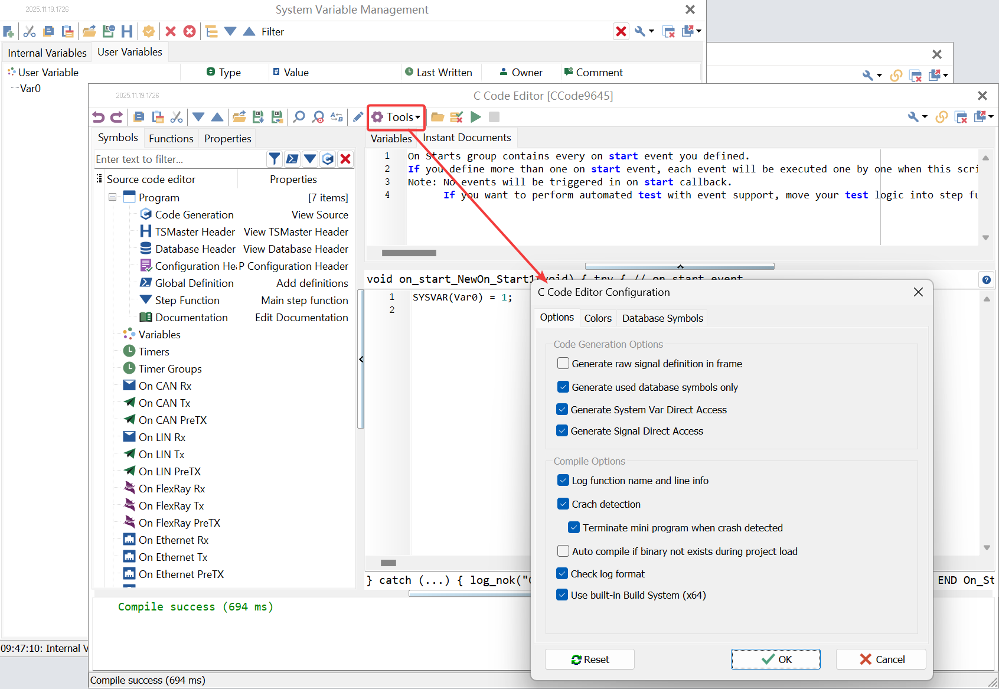 2025.11.19.1726
System Variable Management
Filter
Internal Variables
User Variables
User Variable
Type
Value
Last Written
Owner
Comment
Var0
2025.11.19.1726
C Code Editor [CCode9645]
Tools
Symbols
Functions
Properties
Variables
Instant Documents
Enter text to filter...
Source code editor
Properties
Program
[7 items]
Code Generation
View Source
TSMaster Header
View TSMaster Header
Database Header
View Database Header
Configuration He
P Configuration Header
Global Definition
Add definitions
Step Function
Main step function
Documentation
Edit Documentation
Variables
Timers
Timer Groups
On CAN Rx
On CAN Tx
On CAN PreTX
On LIN Rx
On LIN Tx
On LIN PreTX
On FlexRay Rx
On FlexRay Tx
On FlexRay PreTX
On Ethernet Rx
On Ethernet Tx
On Ethernet PreTX
1 On Starts group contains every on start event you defined.
2 If you define more than one on start event, each event will be executed one by one when this scri
3 Note: No events will be triggered in on start callback.
4 If you want to perform automated test with event support, move your test logic into step fu
void on_start_NewOn_Start1(void) { try { // on start event
1 SYSVAR(Var0) = 1;
2
} catch (...) { log_nok("
END On_St
C Code Editor Configuration
Options
Colors
Database Symbols
Code Generation Options
Generate raw signal definition in frame
Generate used database symbols only
Generate System Var Direct Access
Generate Signal Direct Access
Compile Options
Log function name and line info
Crach detection
Terminate mini program when crash detected
Auto compile if binary not exists during project load
Check log format
Use built-in Build System (x64)
Reset
OK
Cancel
Compile success (694 ms)
09:47:10: Internal V
Compile success (694 ms)